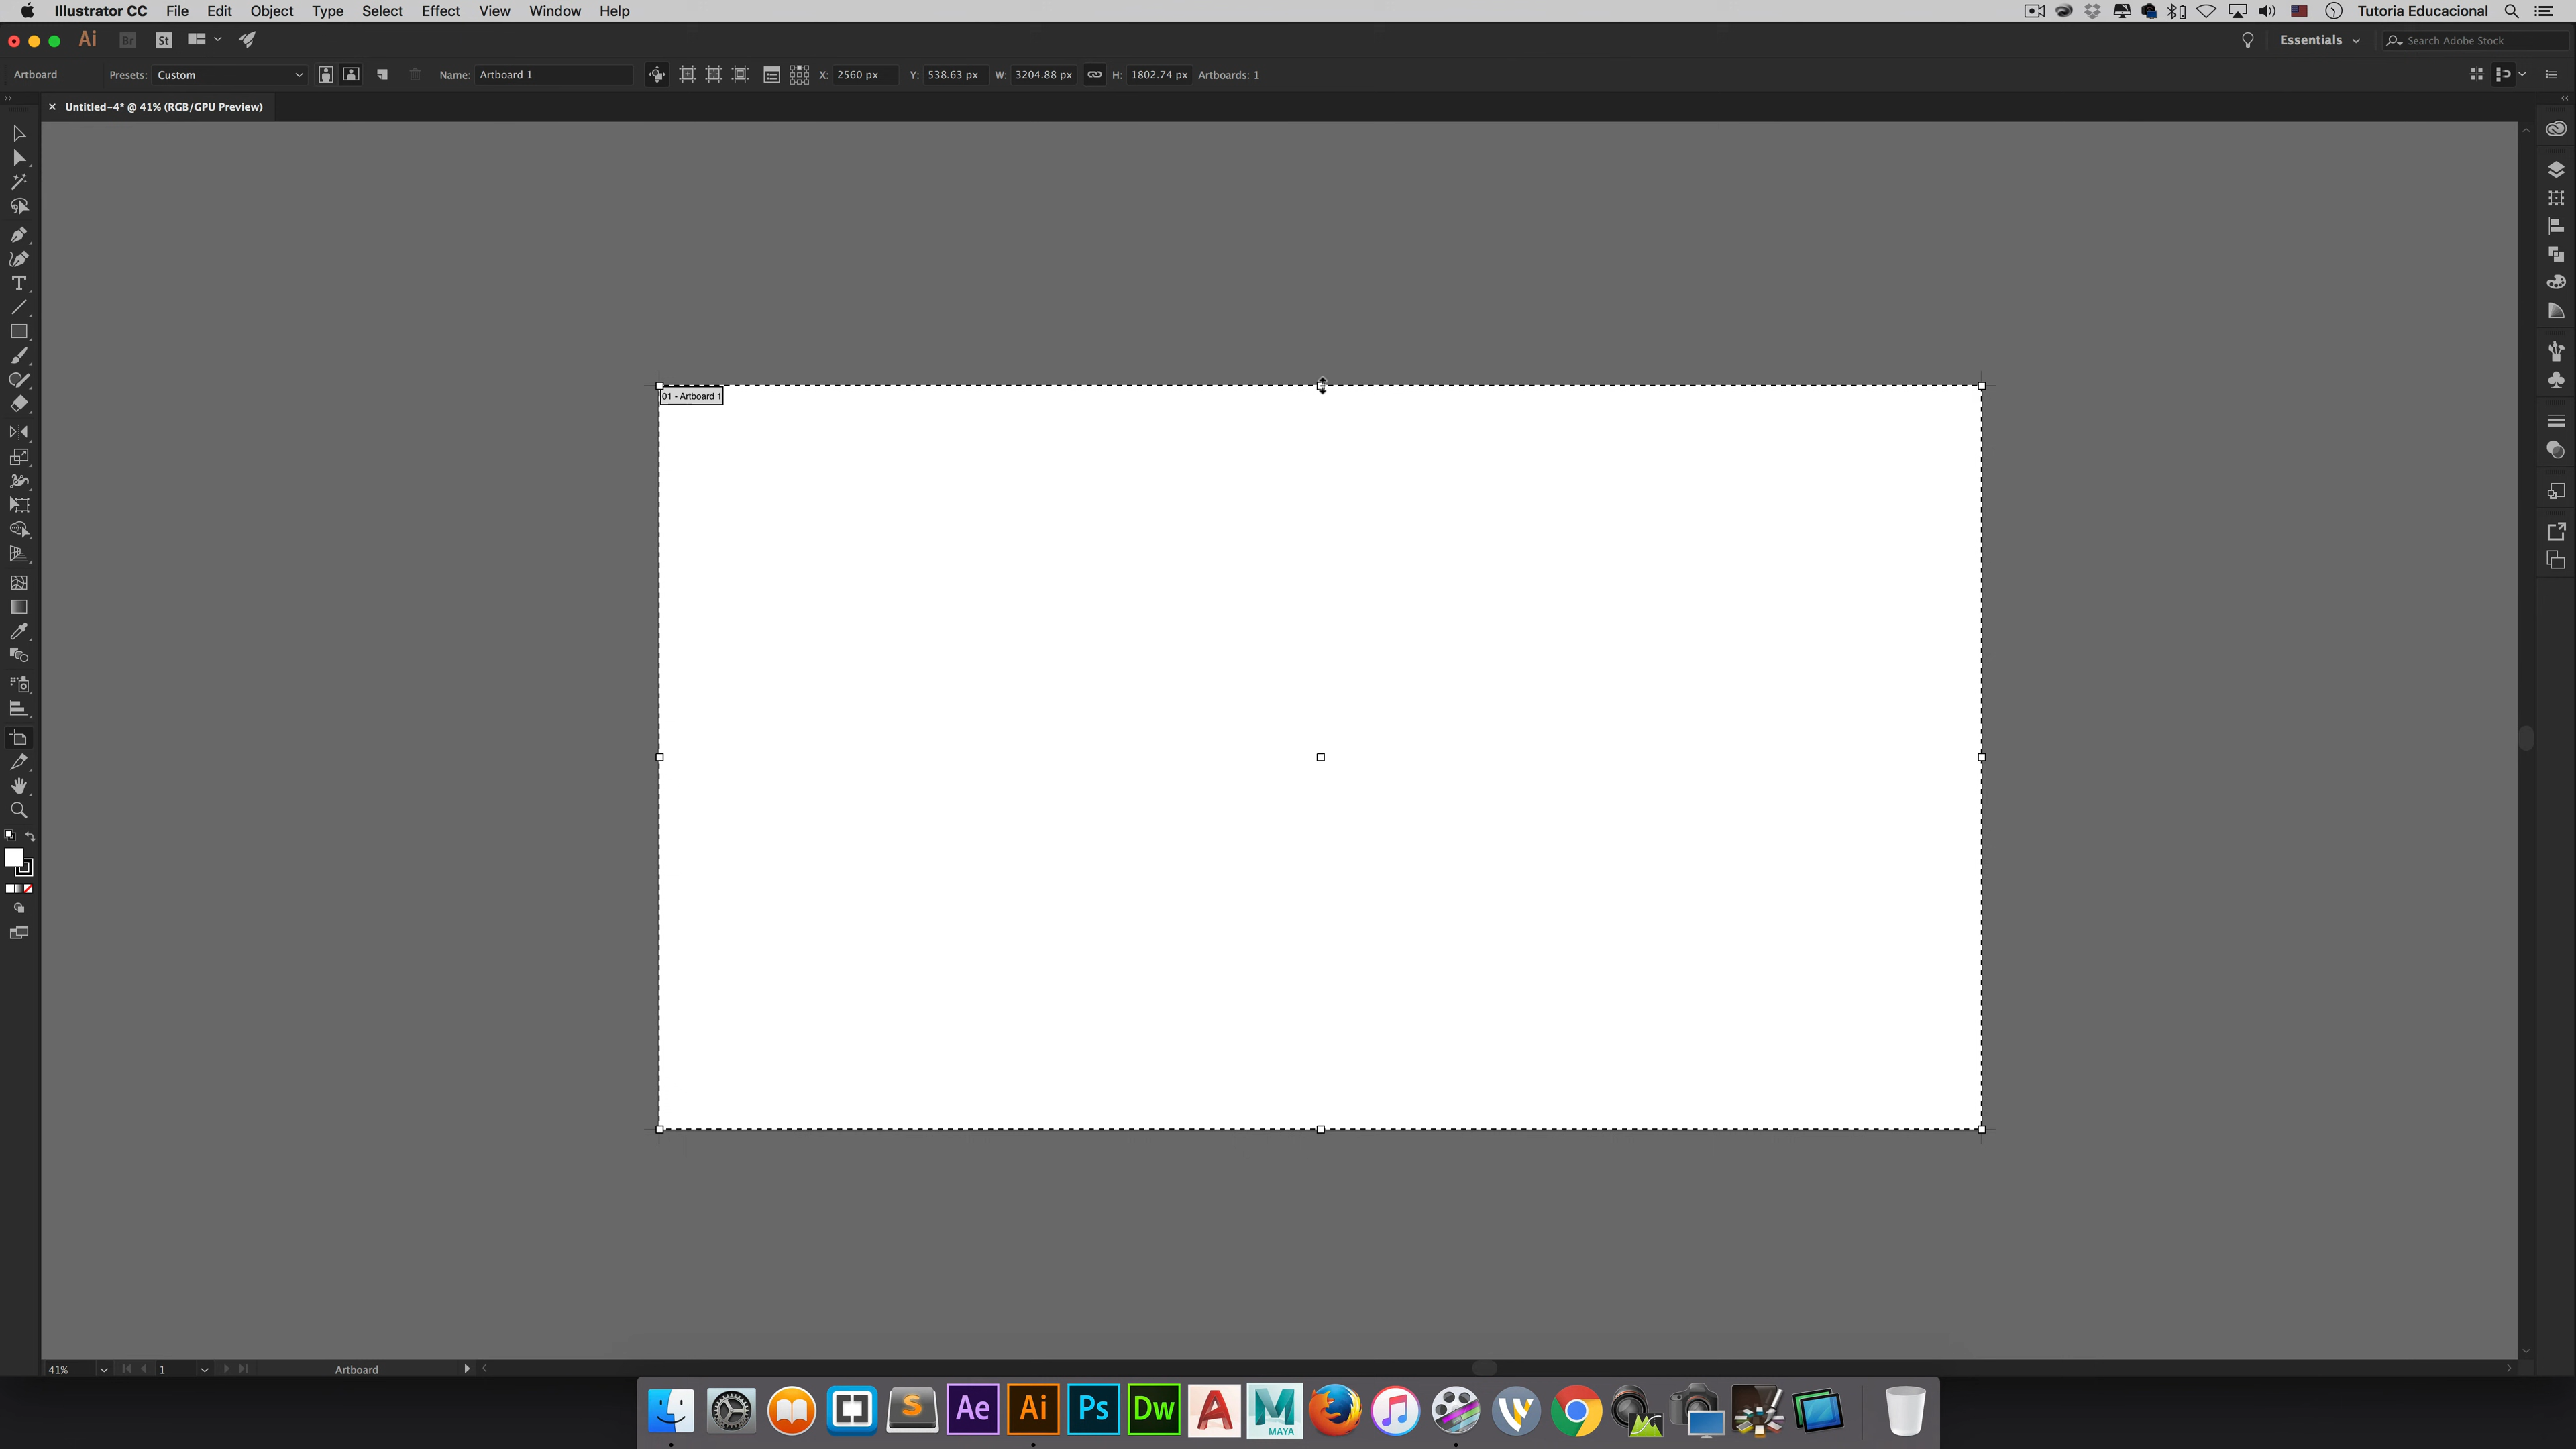 Illustrator CC File Edit Object Type Select Effect View Window Help Tutoria Educacional
Ai Br St Essentials Search Adobe Stock
Artboard Presets: Custom Name: Artboard 1 X: 2560 px Y: 538.63 px W: 3204.88 px H: 1802.74 px Artboards: 1
Untitled-4* @ 41% (RGB/GPU Preview)
01 - Artboard 1
41% 1 Artboard
S Ae Ai Ps Dw A M
MAYA